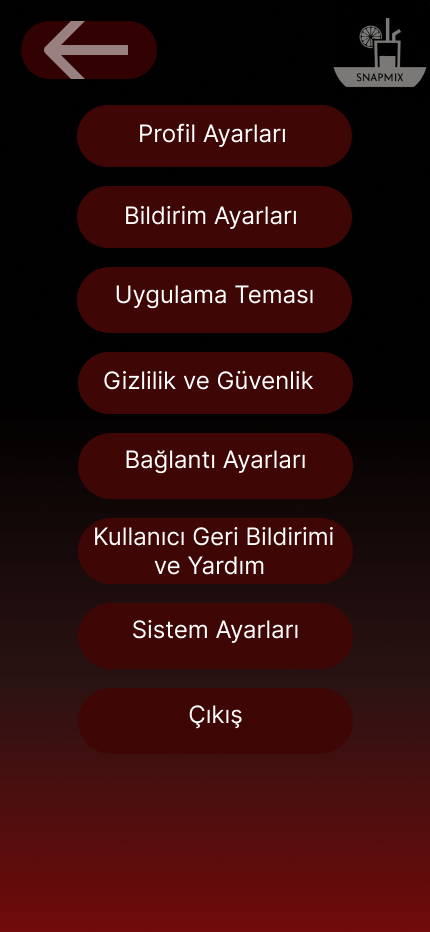 SNAPMIX
Profil Ayarları
Bildirim Ayarları
Uygulama Teması
Gizlilik ve Güvenlik
Bağlantı Ayarları
Kullanıcı Geri Bildirimi
ve Yardım
Sistem Ayarları
Çıkış